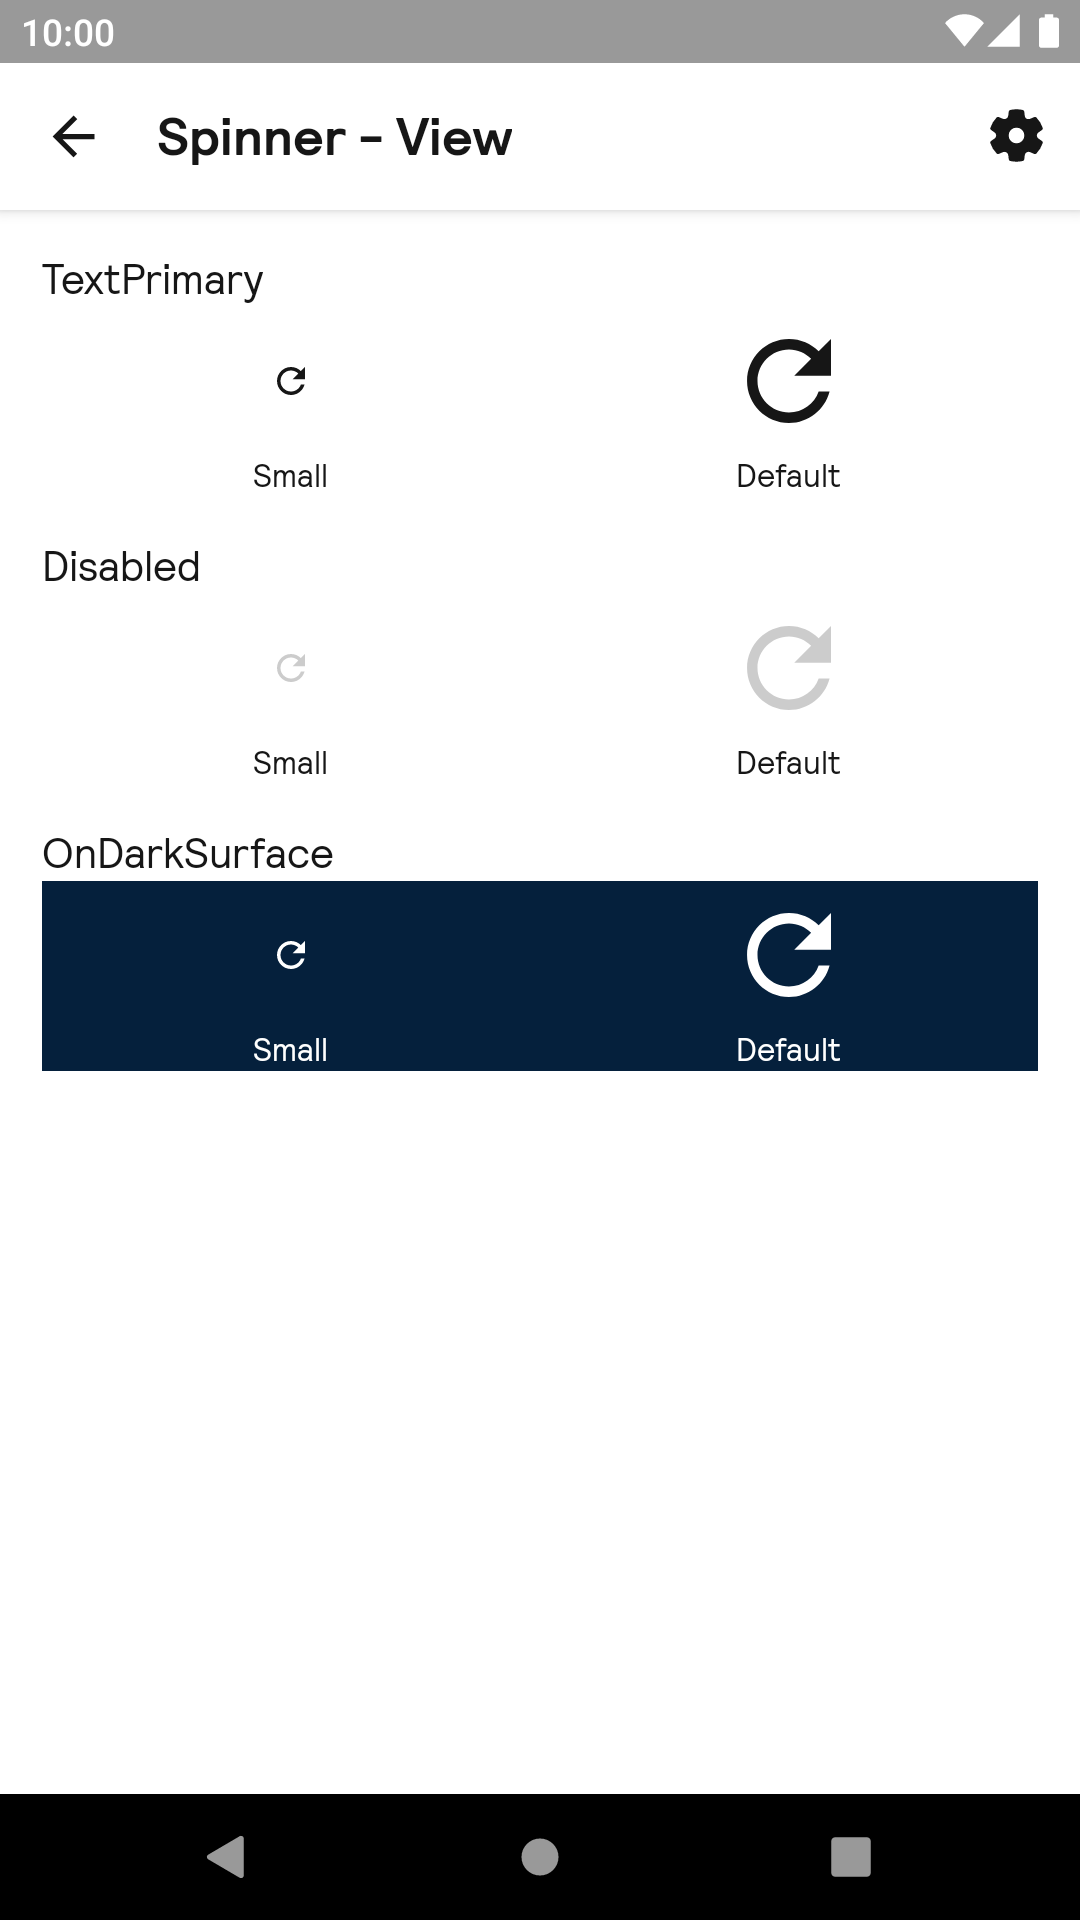 10:00
Spinner - View
TextPrimary
Small Default
Disabled
Small Default
OnDarkSurface
Small Default